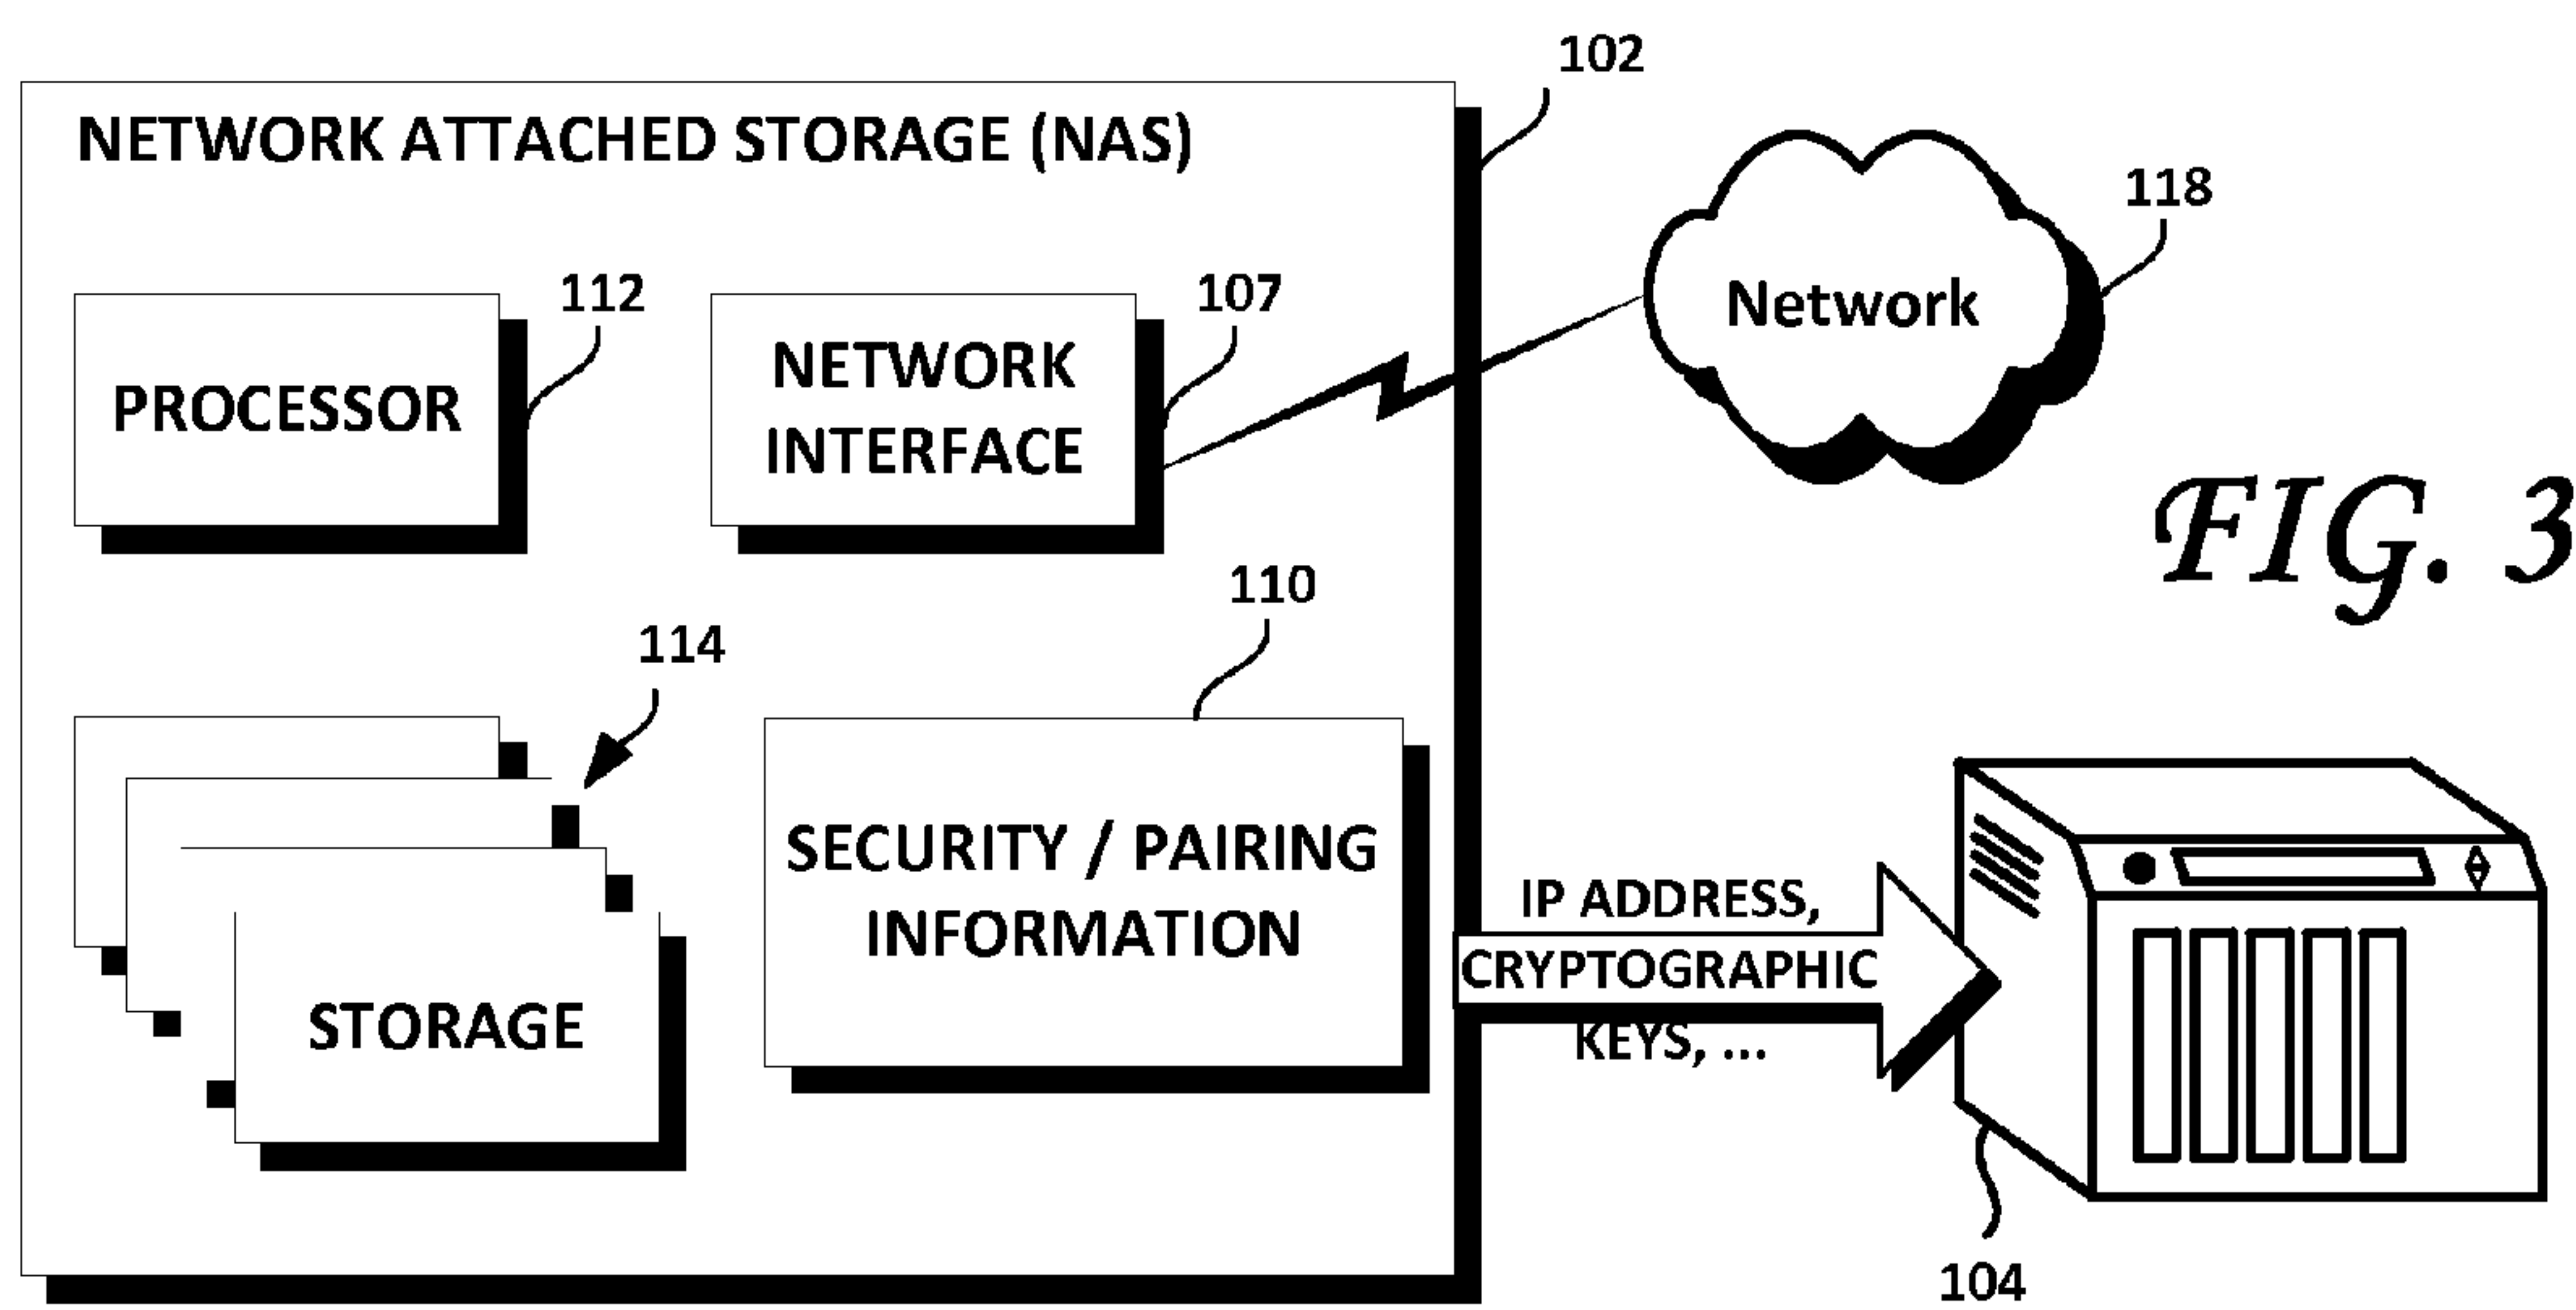 102
NETWORK ATTACHED STORAGE (NAS)
118
112
107
Network
PROCESSOR
NETWORK
INTERFACE
FIG. 3
110
114
SECURITY / PAIRING
INFORMATION
STORAGE
IP ADDRESS,
CRYPTOGRAPHIC
KEYS, ...
104